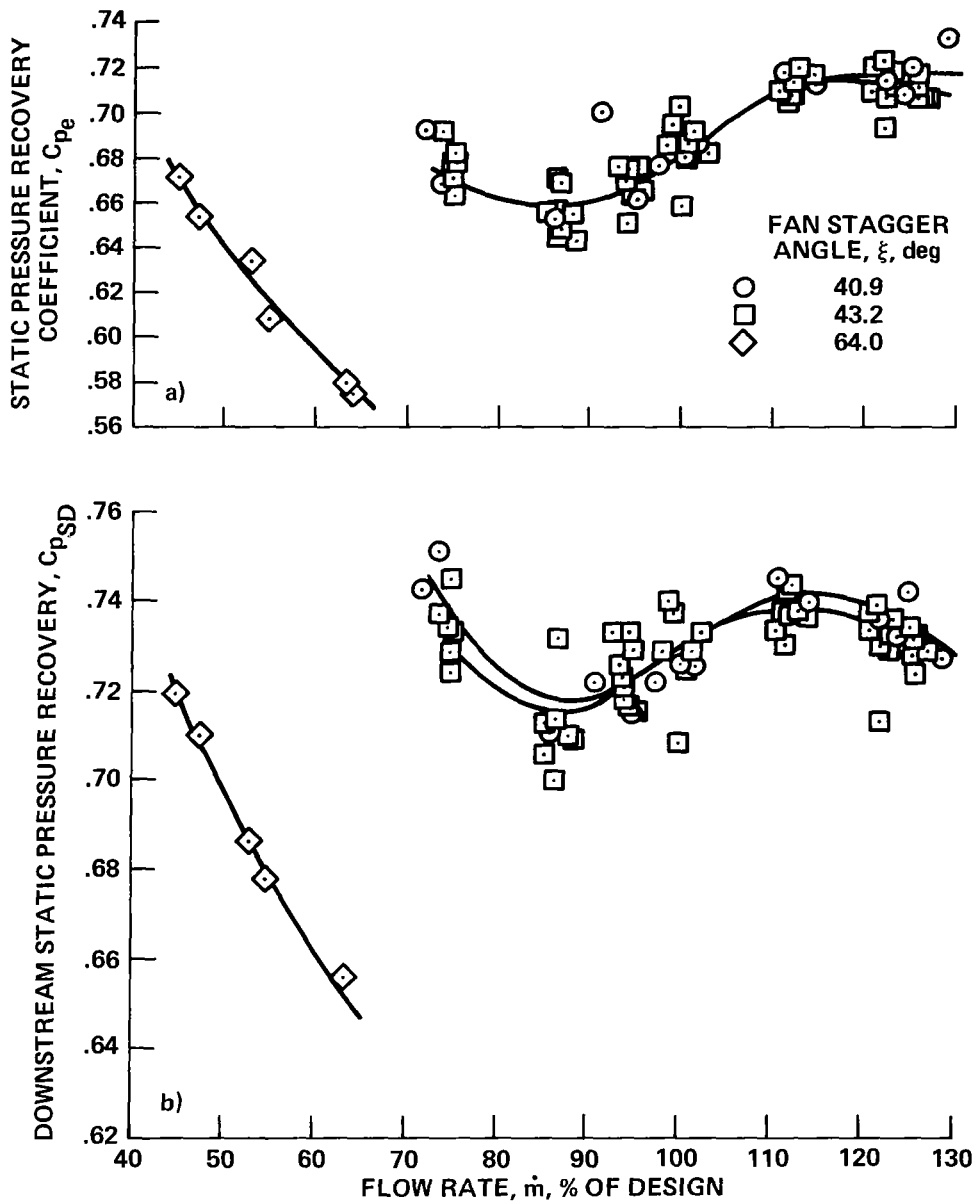 STATIC PRESSURE RECOVERY
COEFFICIENT, Cpe
.74
.72
.70
.68
.66
.64
.62
.60
.58
.56
a)
FAN STAGGER
ANGLE, ξ, deg
40.9
43.2
64.0
DOWNSTREAM STATIC PRESSURE RECOVERY, CpSD
.76
.74
.72
.70
.68
.66
.64
.62
b)
40 50 60 70 80 90 100 110 120 130
FLOW RATE, ṁ, % OF DESIGN